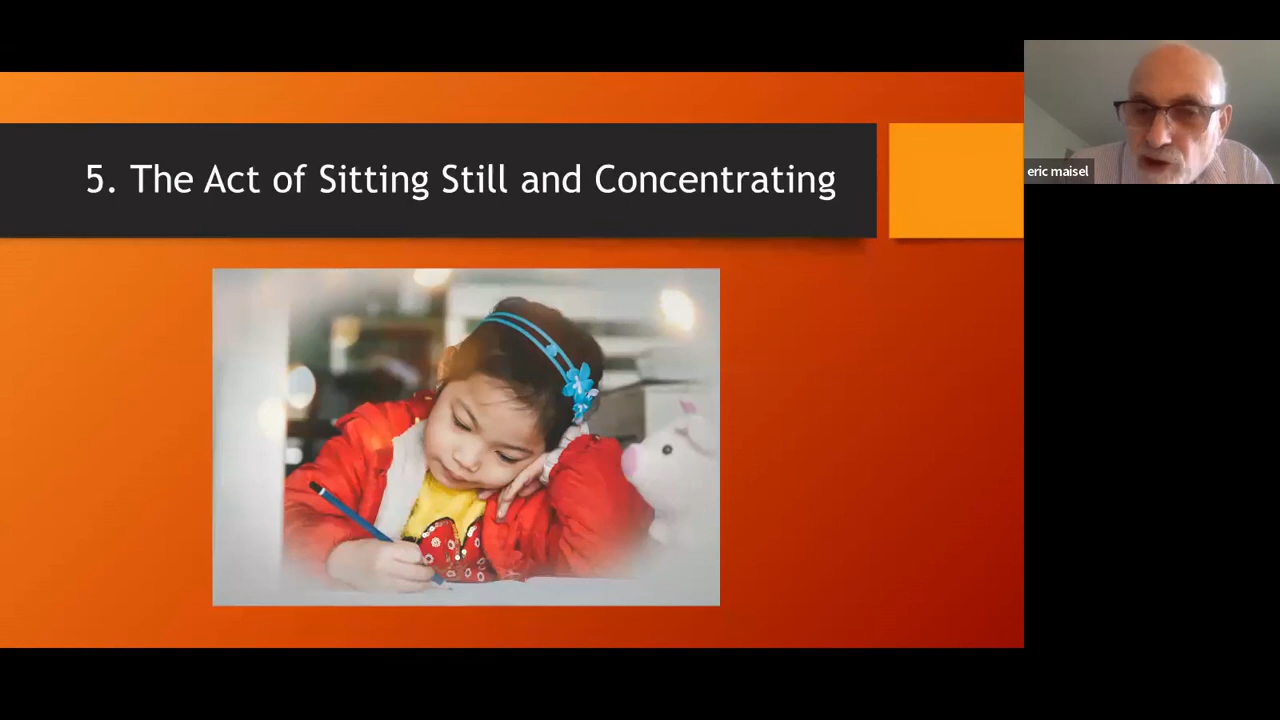 5. The Act of Sitting Still and Concentrating
eric maisel